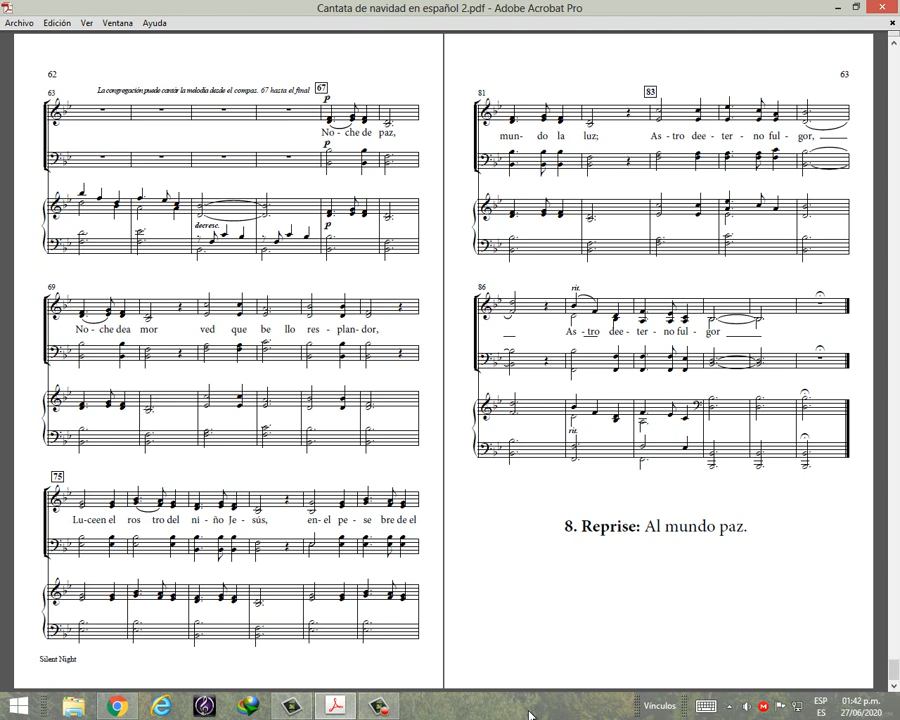 Cantata de navidad en español 2.pdf - Adobe Acrobat Pro
Archivo Edición Ver Ventana Ayuda
62
La congregación puede cantar la melodía desde el compas. 67 hasta el final
63
67
p
No - che de paz,
p
decresc.
p
69
No - che de a mor ved que be llo res - plan- dor,
75
Lu-ce en el ros tro del ni - ño Je - sús, en-el pe - se bre de el
Silent Night
63
81
83
mun- do la luz; As - tro de e - ter - no ful - gor,
86
rit.
As - tro de e - ter - no ful - gor
rit.
8. Reprise: Al mundo paz.
Vínculos
ESP
ES
01:42 p.m.
27/06/2020